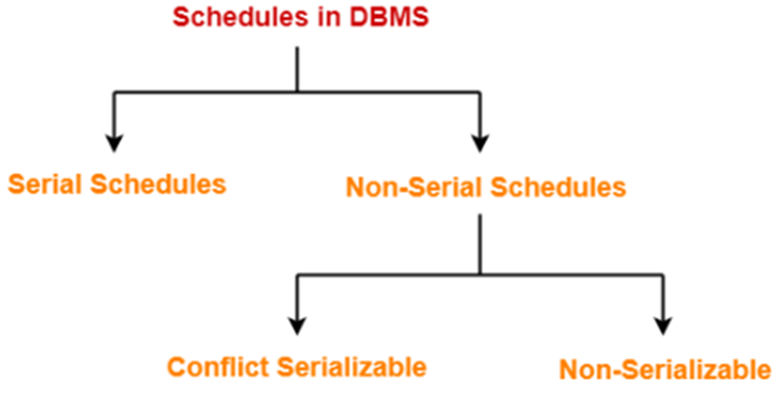 Schedules in DBMS
Serial Schedules
Non-Serial Schedules
Conflict Serializable
Non-Serializable